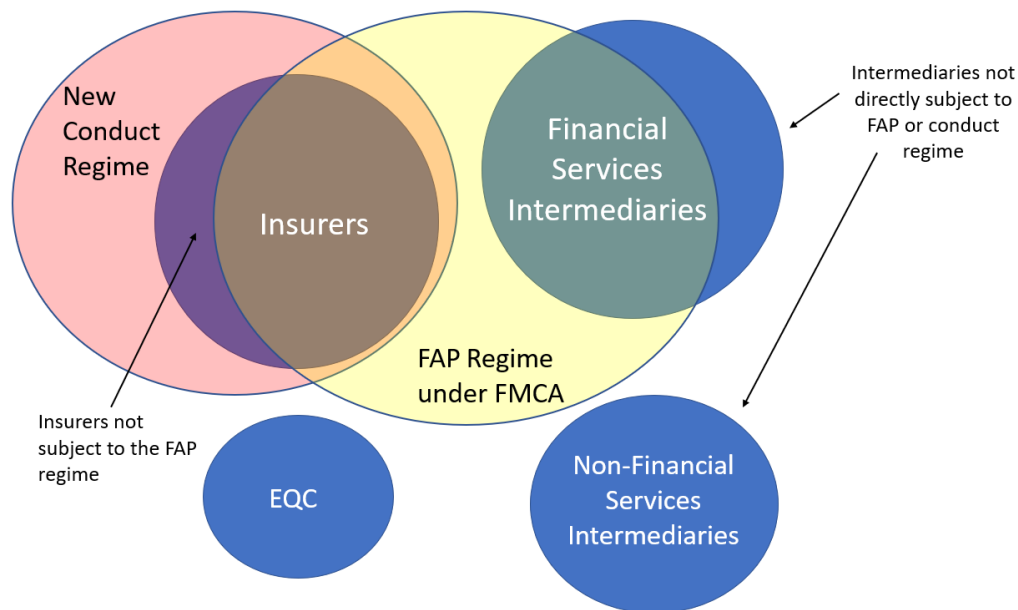 New
Conduct
Regime
Insurers
Financial
Services
Intermediaries
Intermediaries not
directly subject to
FAP or conduct
regime
FAP Regime
under FMCA
Insurers not
subject to the FAP
regime
EQC
Non-Financial
Services
Intermediaries